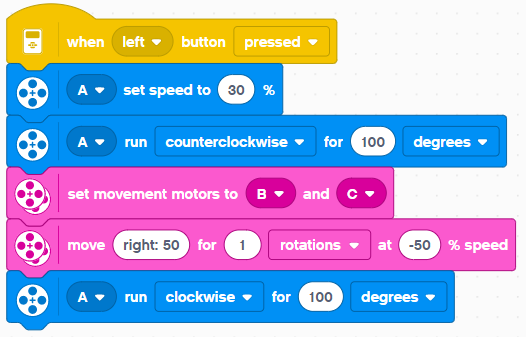 when left button pressed
A set speed to 30 %
A run counterclockwise for 100 degrees
set movement motors to B and C
move right: 50 for 1 rotations at -50 % speed
A run clockwise for 100 degrees